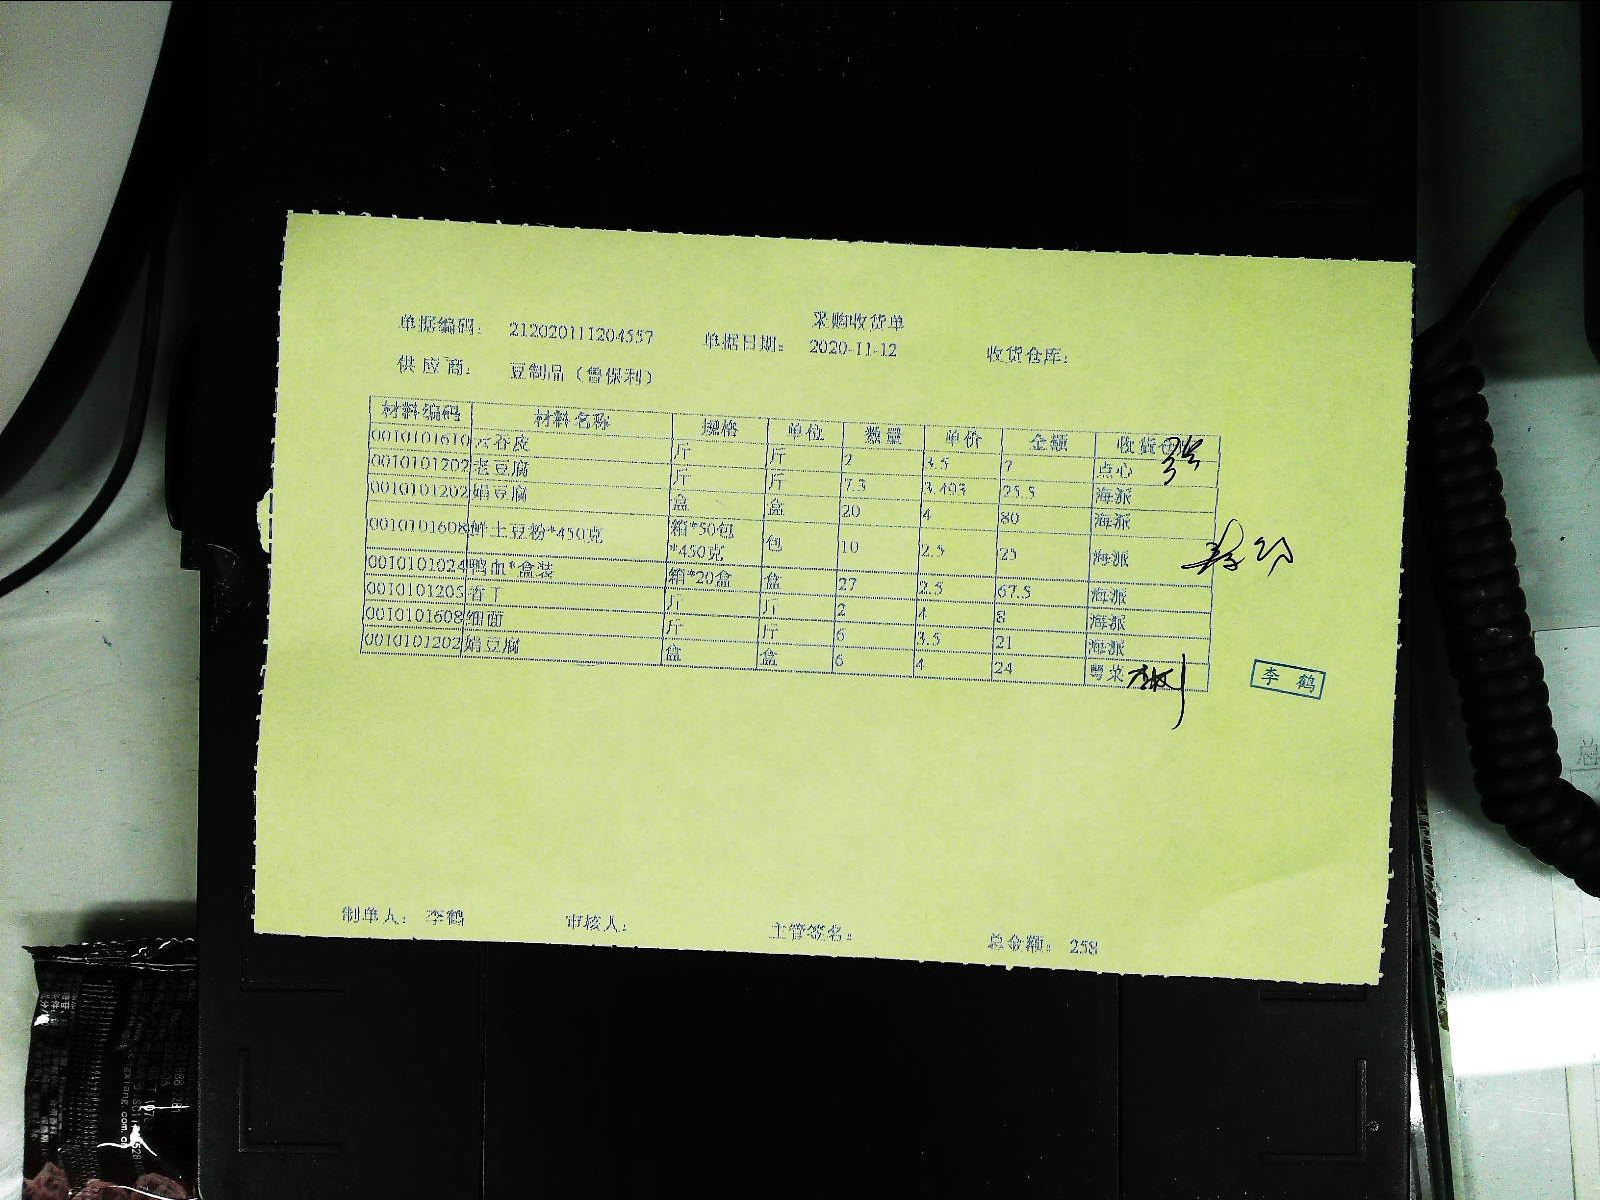 采购收货单
单据编码: 212020111204557 单据日期: 2020-11-12 收货仓库:
供应商: 豆制品（曾保利）
材料编码 材料名称 规格 单位 数量 单价 金额 收货仓
0010101610 云吞皮 斤 斤 2 3.5 7 点心
0010101202 老豆腐 斤 斤 7.3 3.493 25.5 海派
0010101202 娟豆腐 盒 盒 20 4 80 海派
0010101608 鲜土豆粉*450克 箱*50包*450克 包 10 2.5 25 海派
0010101024 鸭血*盒装 箱*20盒 盒 27 2.5 67.5 海派
0010101205 香丁 斤 斤 2 4 8 海派
0010101608 细面 斤 斤 6 3.5 21 海派
0010101202 娟豆腐 盒 盒 6 4 24 粤菜
李 鹤
制单人: 李鹤 审核人: 主管签名: 总金额: 258